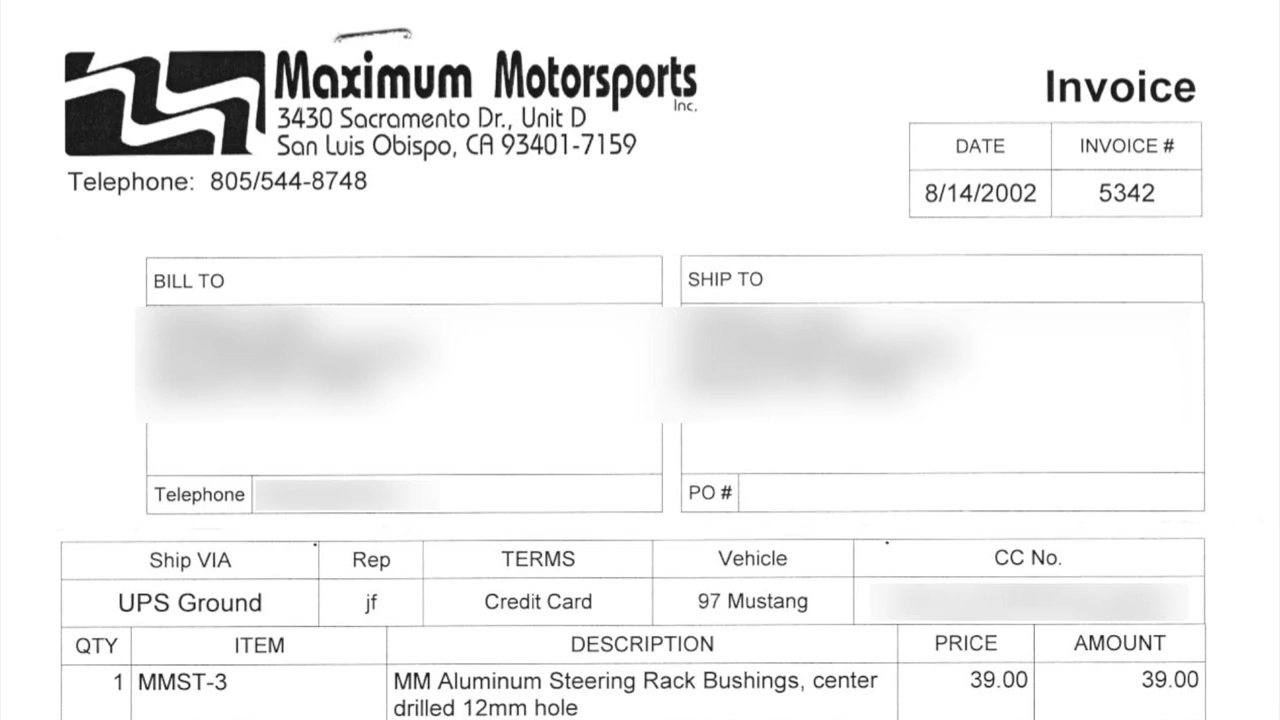 Maximum Motorsports
Inc.
3430 Sacramento Dr., Unit D
San Luis Obispo, CA 93401-7159
Telephone: 805/544-8748
Invoice
DATE INVOICE #
8/14/2002 5342
BILL TO
SHIP TO
Telephone
PO #
Ship VIA Rep TERMS Vehicle CC No.
UPS Ground jf Credit Card 97 Mustang
QTY ITEM DESCRIPTION PRICE AMOUNT
1 MMST-3 MM Aluminum Steering Rack Bushings, center 39.00 39.00
drilled 12mm hole